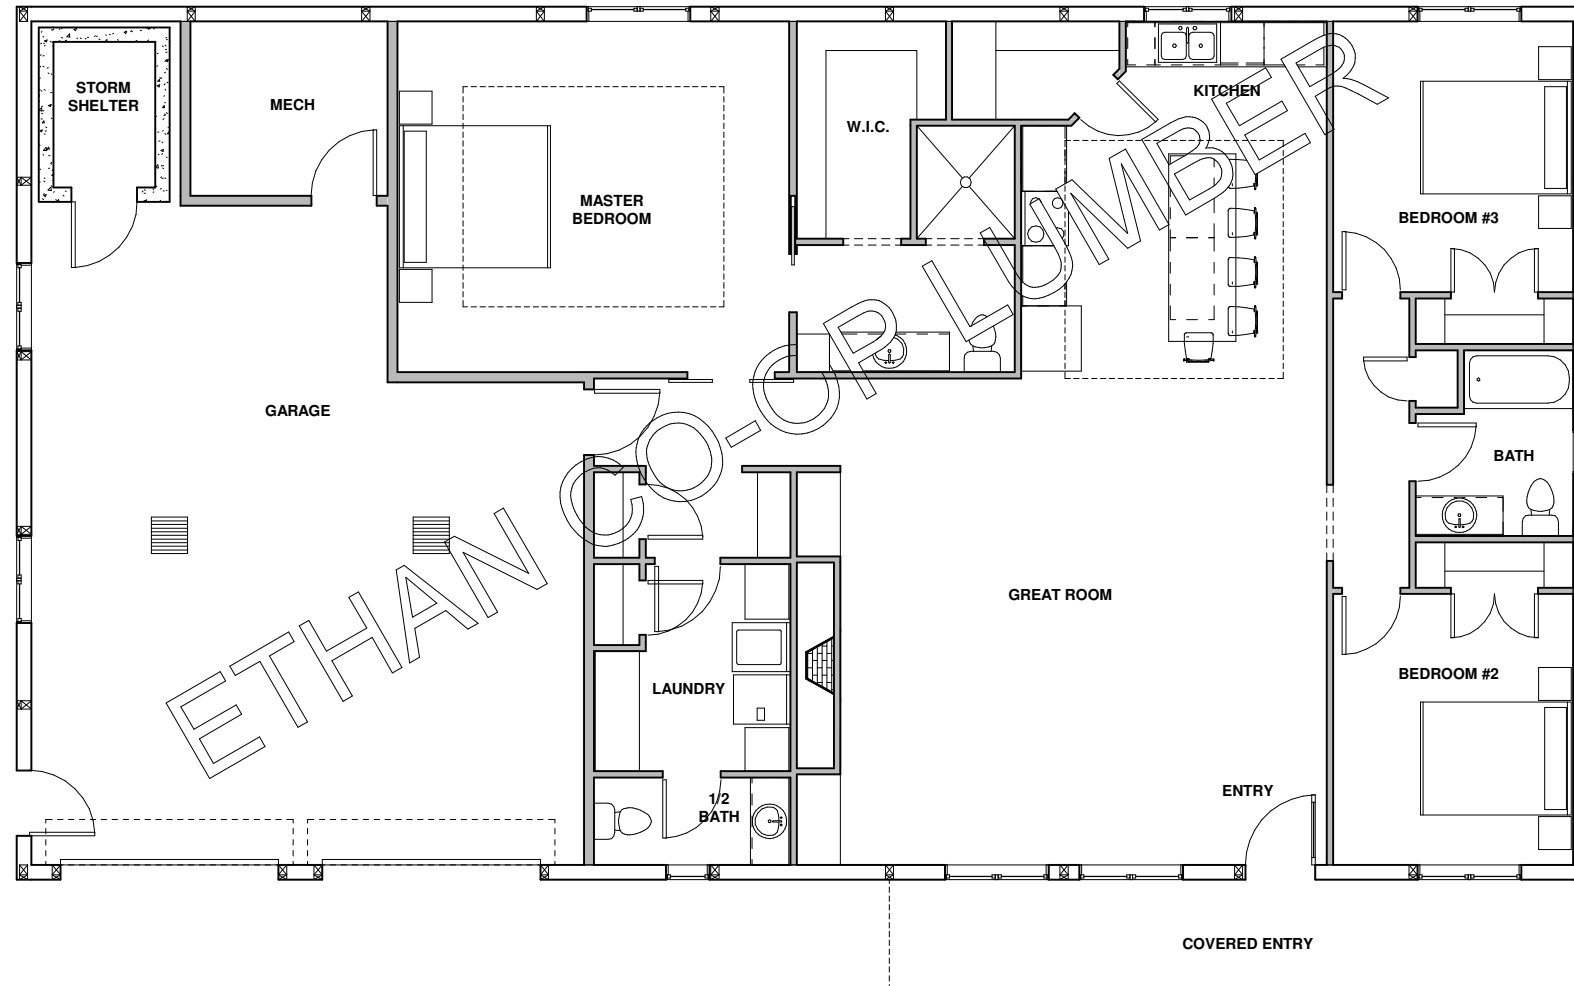 STORM
SHELTER
MECH
KITCHEN
W.I.C.
MASTER
BEDROOM
BEDROOM #3
GARAGE
BATH
GREAT ROOM
LAUNDRY
BEDROOM #2
ENTRY
1/2
BATH
COVERED ENTRY
ETHAN CO-OP LUMBER